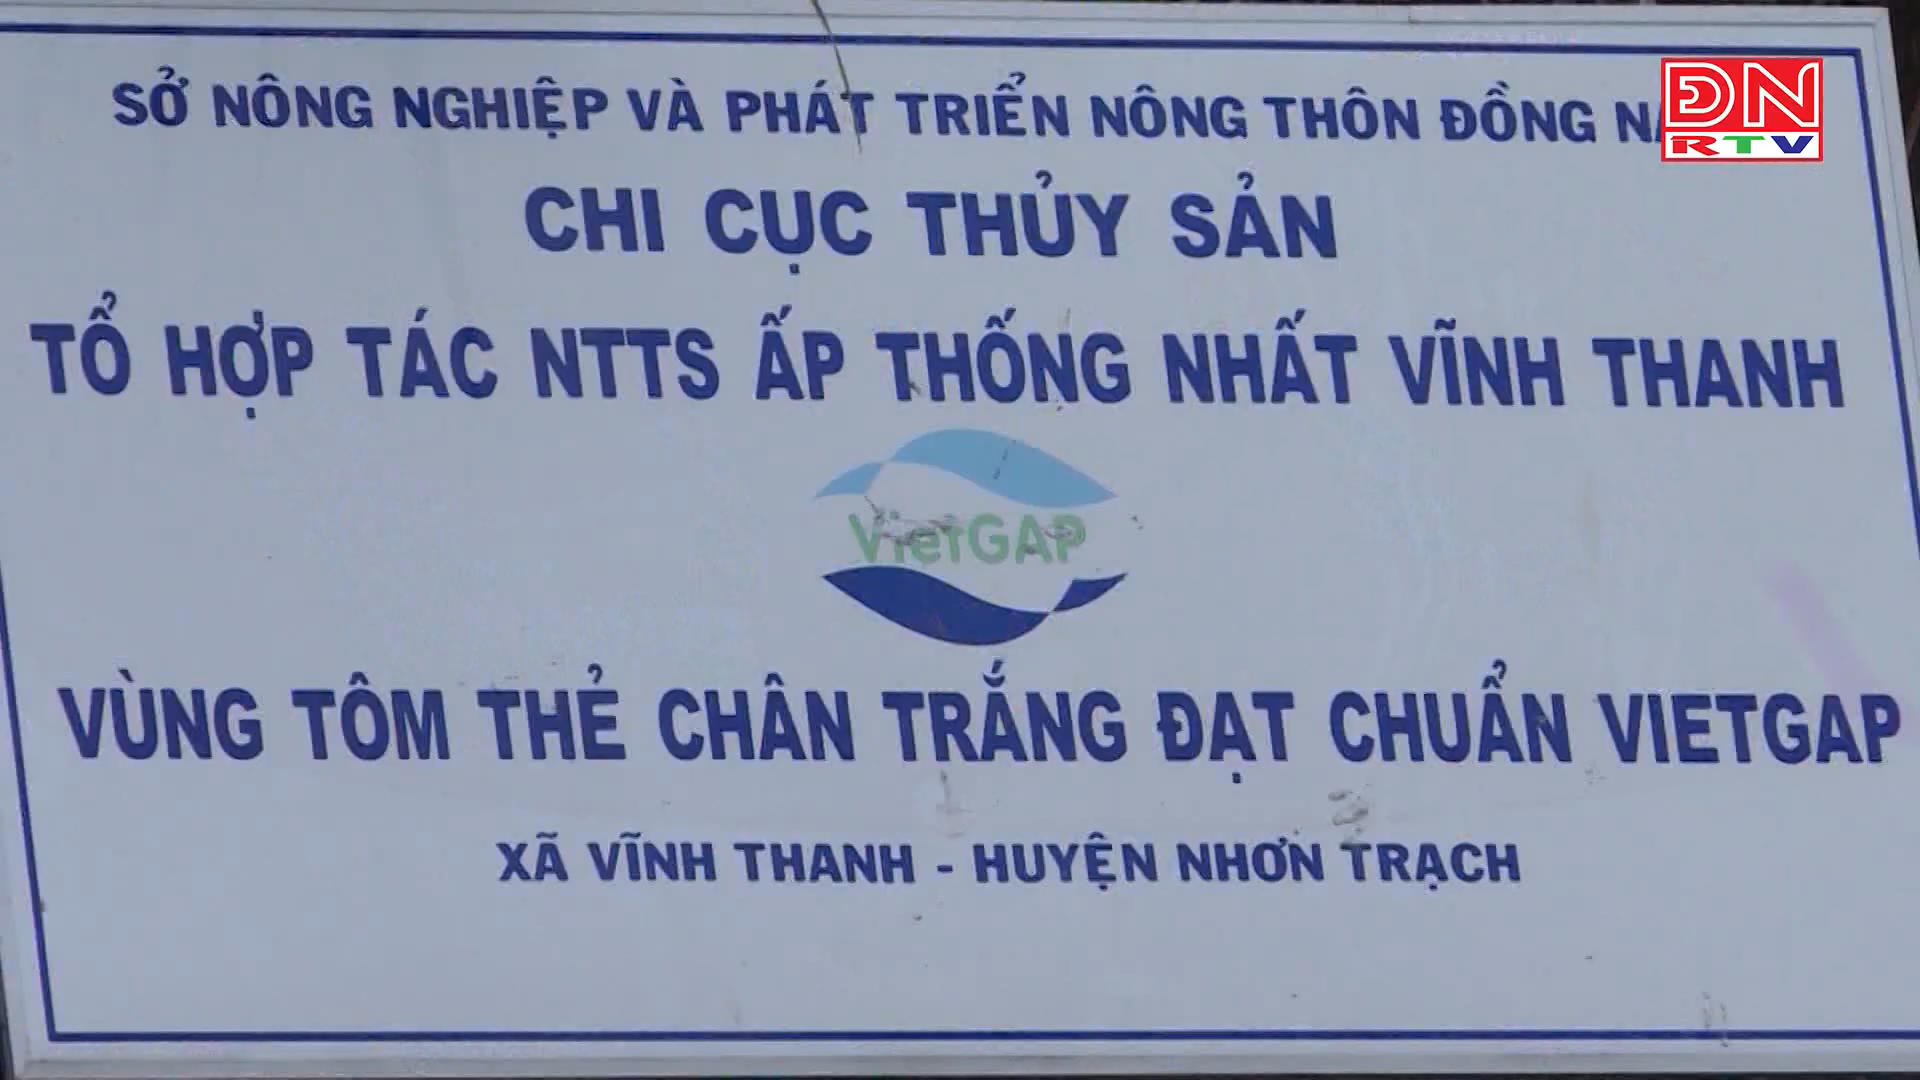 SỞ NÔNG NGHIỆP VÀ PHÁT TRIỂN NÔNG THÔN ĐỒNG
ĐN
RTV
CHI CỤC THỦY SẢN
TỔ HỢP TÁC NTTS ẤP THỐNG NHẤT VĨNH THANH
VietGAP
VÙNG TÔM THẺ CHÂN TRẮNG ĐẠT CHUẨN VIETGAP
XÃ VĨNH THANH - HUYỆN NHƠN TRẠCH